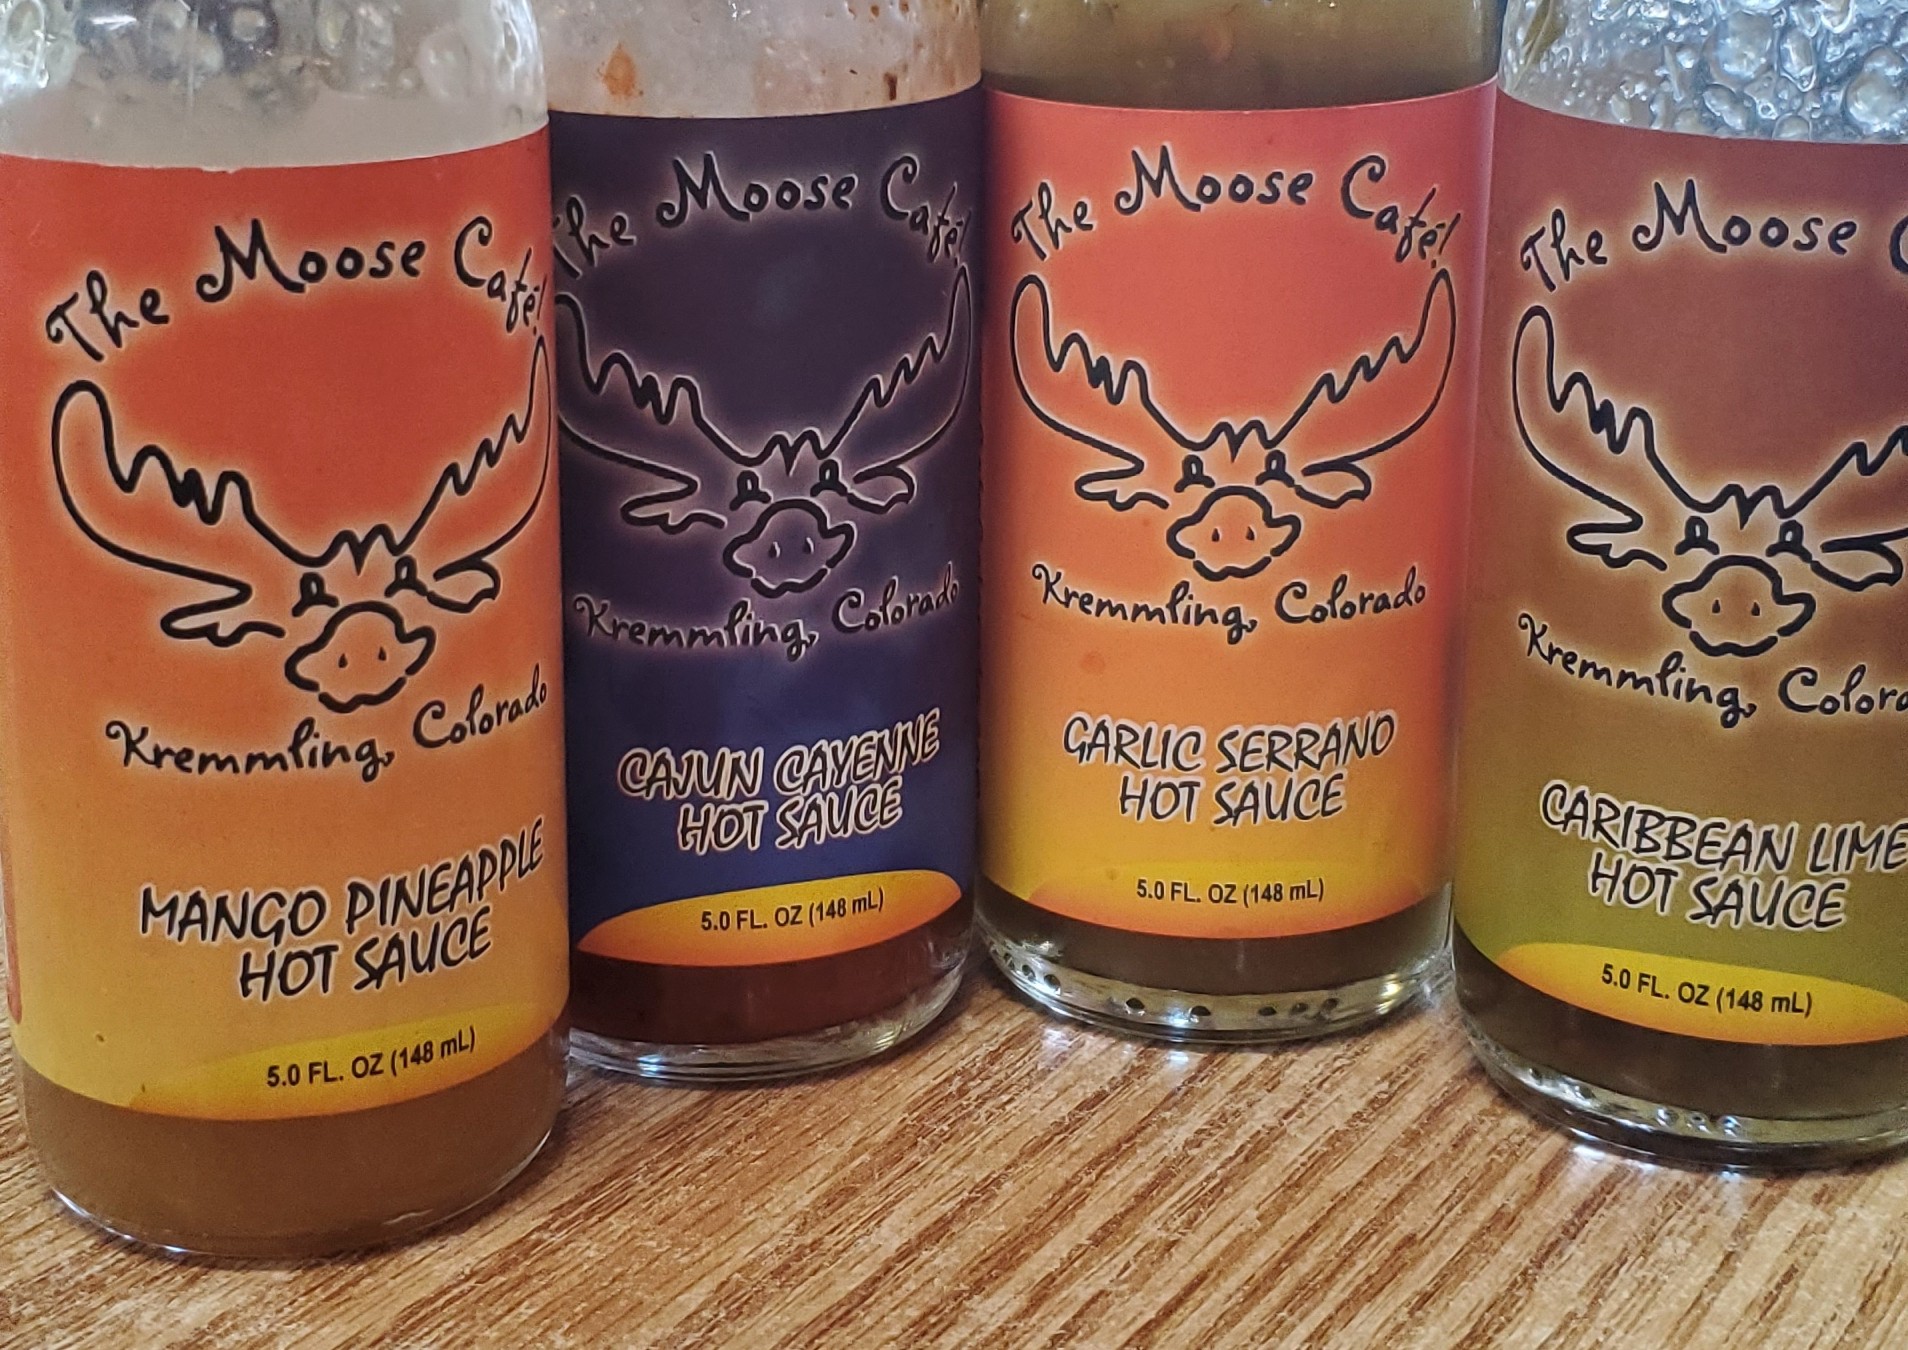 The Moose Café!
Kremmling, Colorado
MANGO PINEAPPLE
HOT SAUCE
5.0 FL. OZ (148 mL)
The Moose Café!
Kremmling, Colorado
CAJUN CAYENNE
HOT SAUCE
5.0 FL. OZ (148 mL)
The Moose Café!
Kremmling, Colorado
GARLIC SERRANO
HOT SAUCE
5.0 FL. OZ (148 mL)
The Moose C
Kremmling, Colora
CARIBBEAN LIME
HOT SAUCE
5.0 FL. OZ (148 mL)